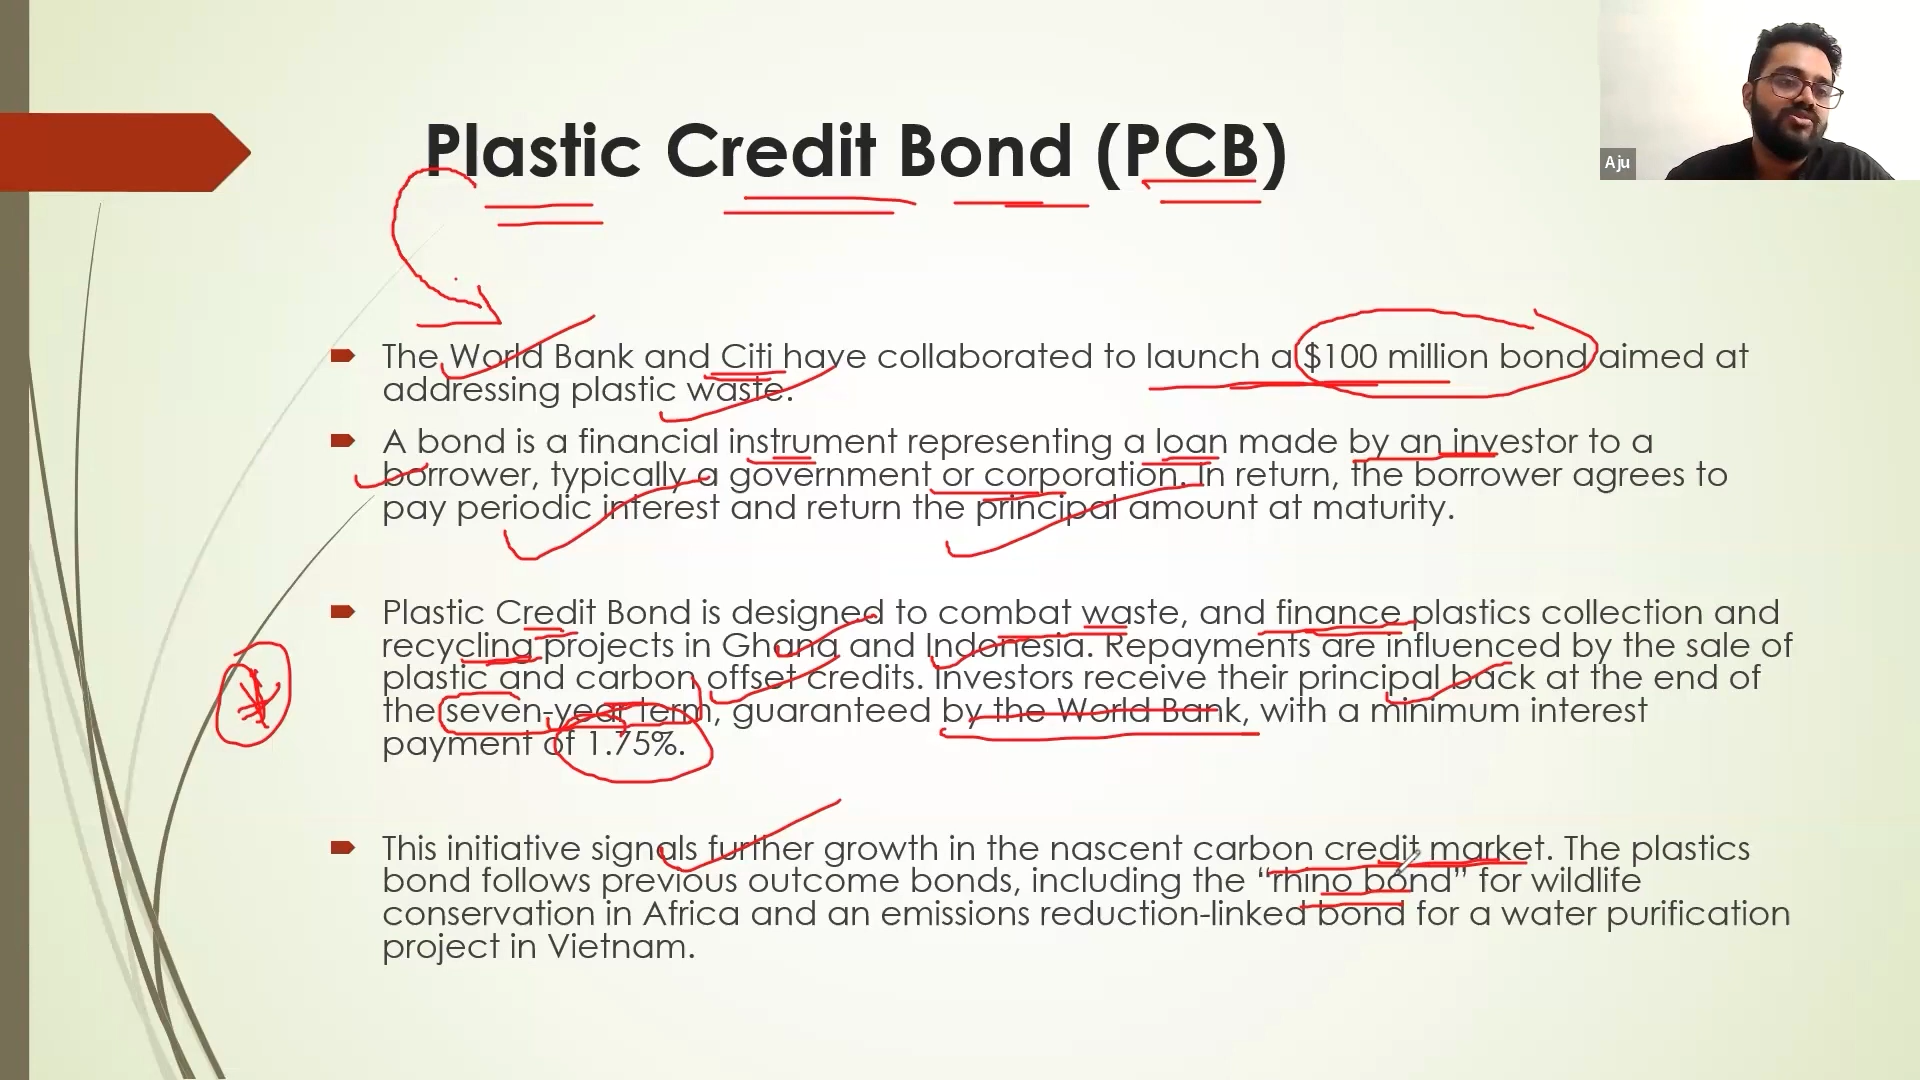 Aju
Plastic Credit Bond (PCB)
The World Bank and Citi have collaborated to launch a $100 million bond aimed at
addressing plastic waste.
A bond is a financial instrument representing a loan made by an investor to a
borrower, typically a government or corporation. In return, the borrower agrees to
pay periodic interest and return the principal amount at maturity.
Plastic Credit Bond is designed to combat waste, and finance plastics collection and
recycling projects in Ghana and Indonesia. Repayments are influenced by the sale of
plastic and carbon offset credits. Investors receive their principal back at the end of
the seven-year term, guaranteed by the World Bank, with a minimum interest
payment of 1.75%.
This initiative signals further growth in the nascent carbon credit market. The plastics
bond follows previous outcome bonds, including the “rhino bond” for wildlife
conservation in Africa and an emissions reduction-linked bond for a water purification
project in Vietnam.